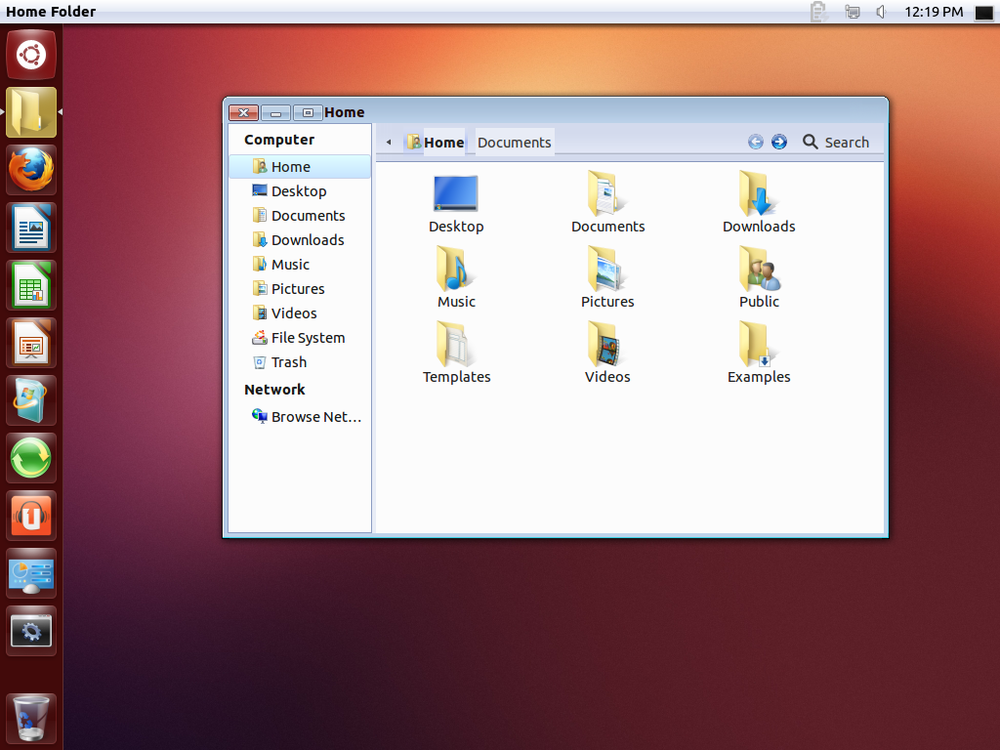 Home Folder
12:19 PM
Home
Computer
Home
Desktop
Documents
Downloads
Music
Pictures
Videos
File System
Trash
Network
Browse Net...
Home Documents Search
Desktop Documents Downloads
Music Pictures Public
Templates Videos Examples